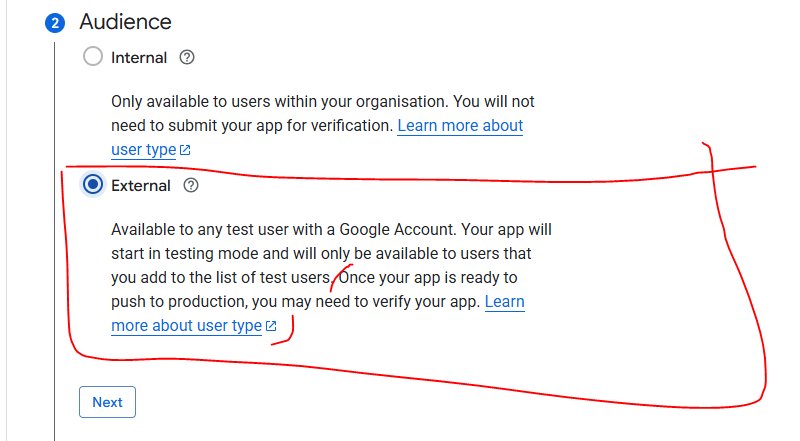 2 Audience
Internal
Only available to users within your organisation. You will not
need to submit your app for verification. Learn more about
user type
External
Available to any test user with a Google Account. Your app will
start in testing mode and will only be available to users that
you add to the list of test users. Once your app is ready to
push to production, you may need to verify your app. Learn
more about user type
Next